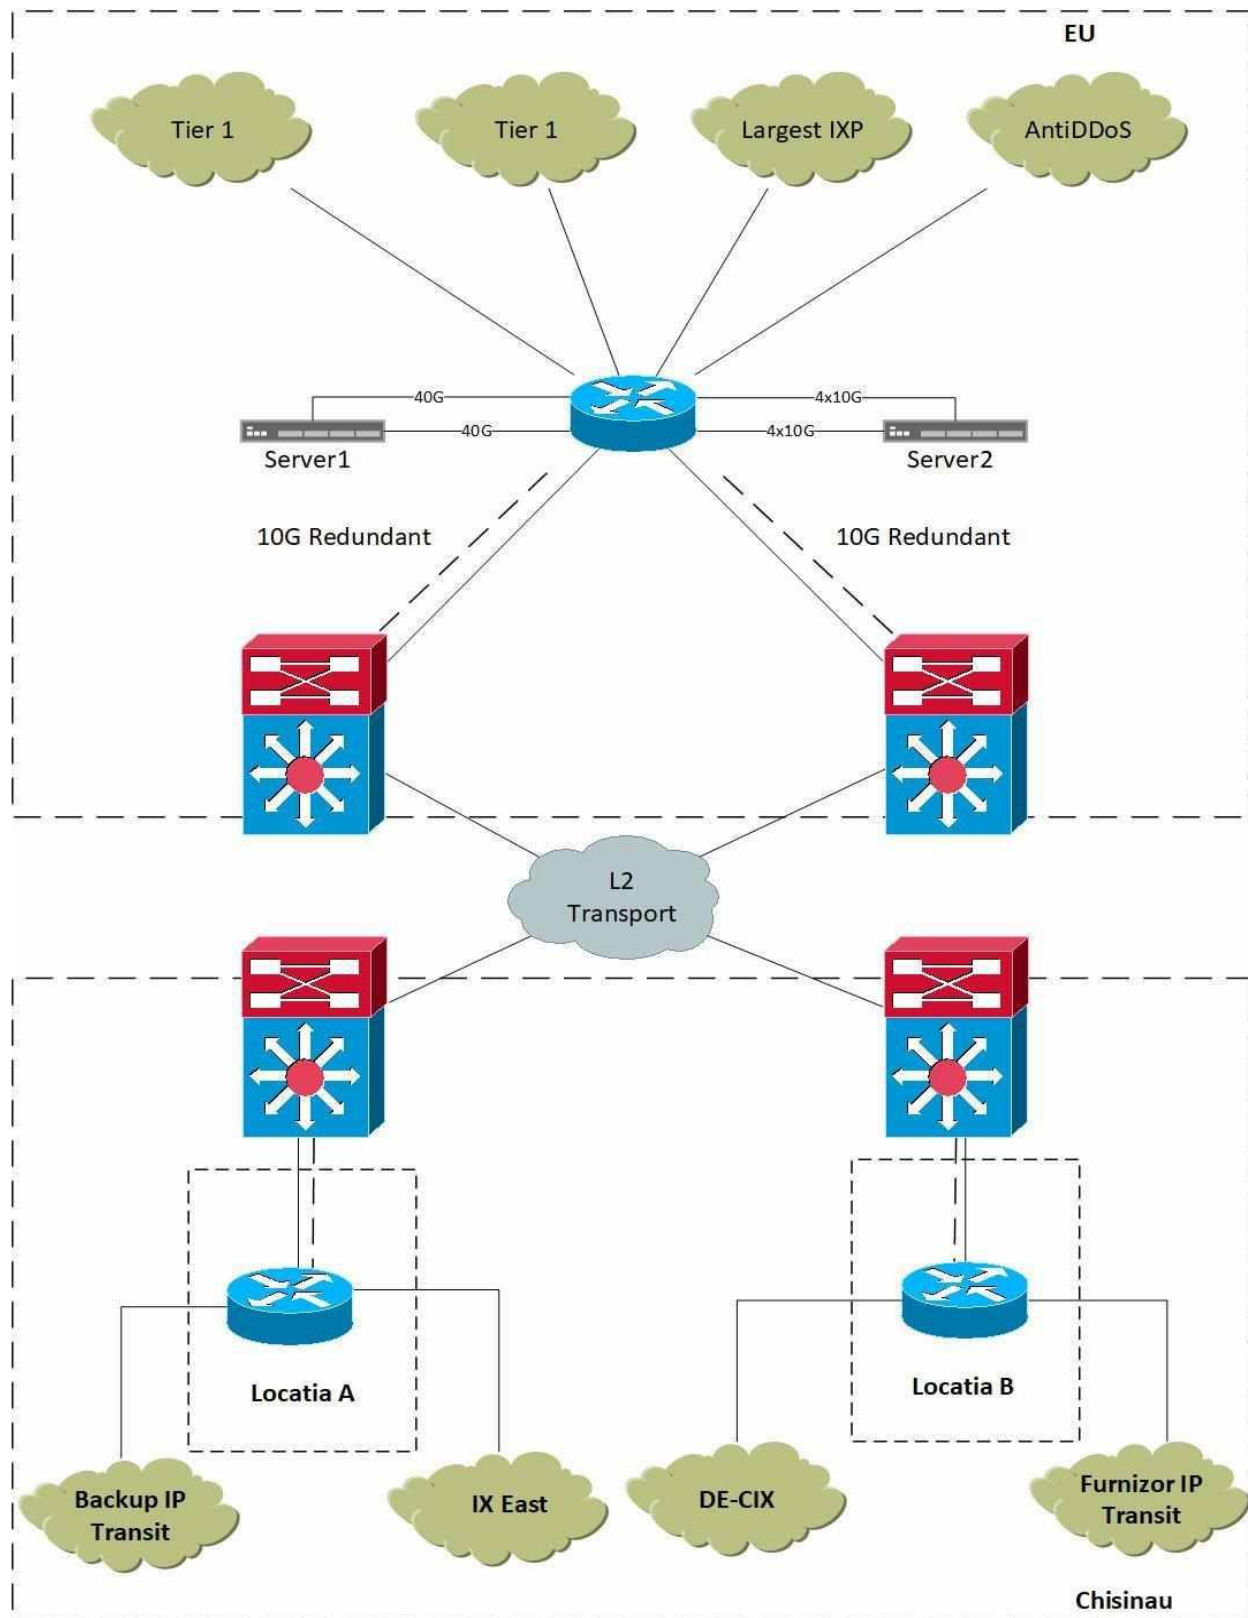 EU
Tier 1
Tier 1
Largest IXP
AntiDDoS
40G
4x10G
40G
4x10G
Server1
Server2
10G Redundant
10G Redundant
L2
Transport
Locatia A
Locatia B
Backup IP
Transit
IX East
DE-CIX
Furnizor IP
Transit
Chisinau